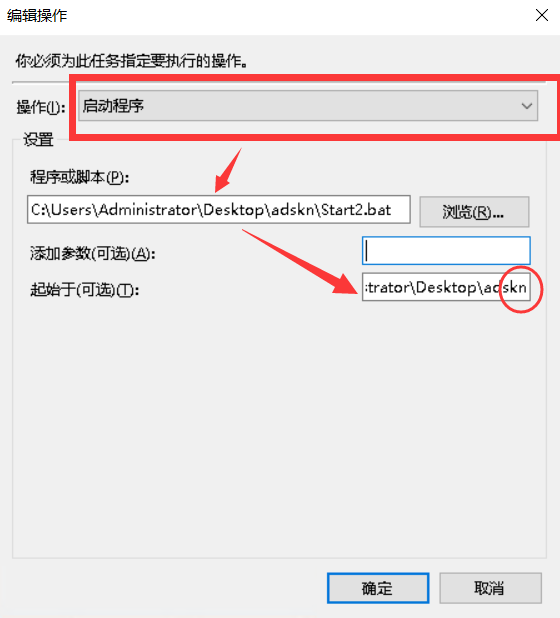 编辑操作
你必须为此任务指定要执行的操作。
操作(I): 启动程序
设置
程序或脚本(P):
C:\Users\Administrator\Desktop\adskn\Start2.bat 浏览(R)...
添加参数(可选)(A):
起始于(可选)(T): :trator\Desktop\adskn
确定 取消